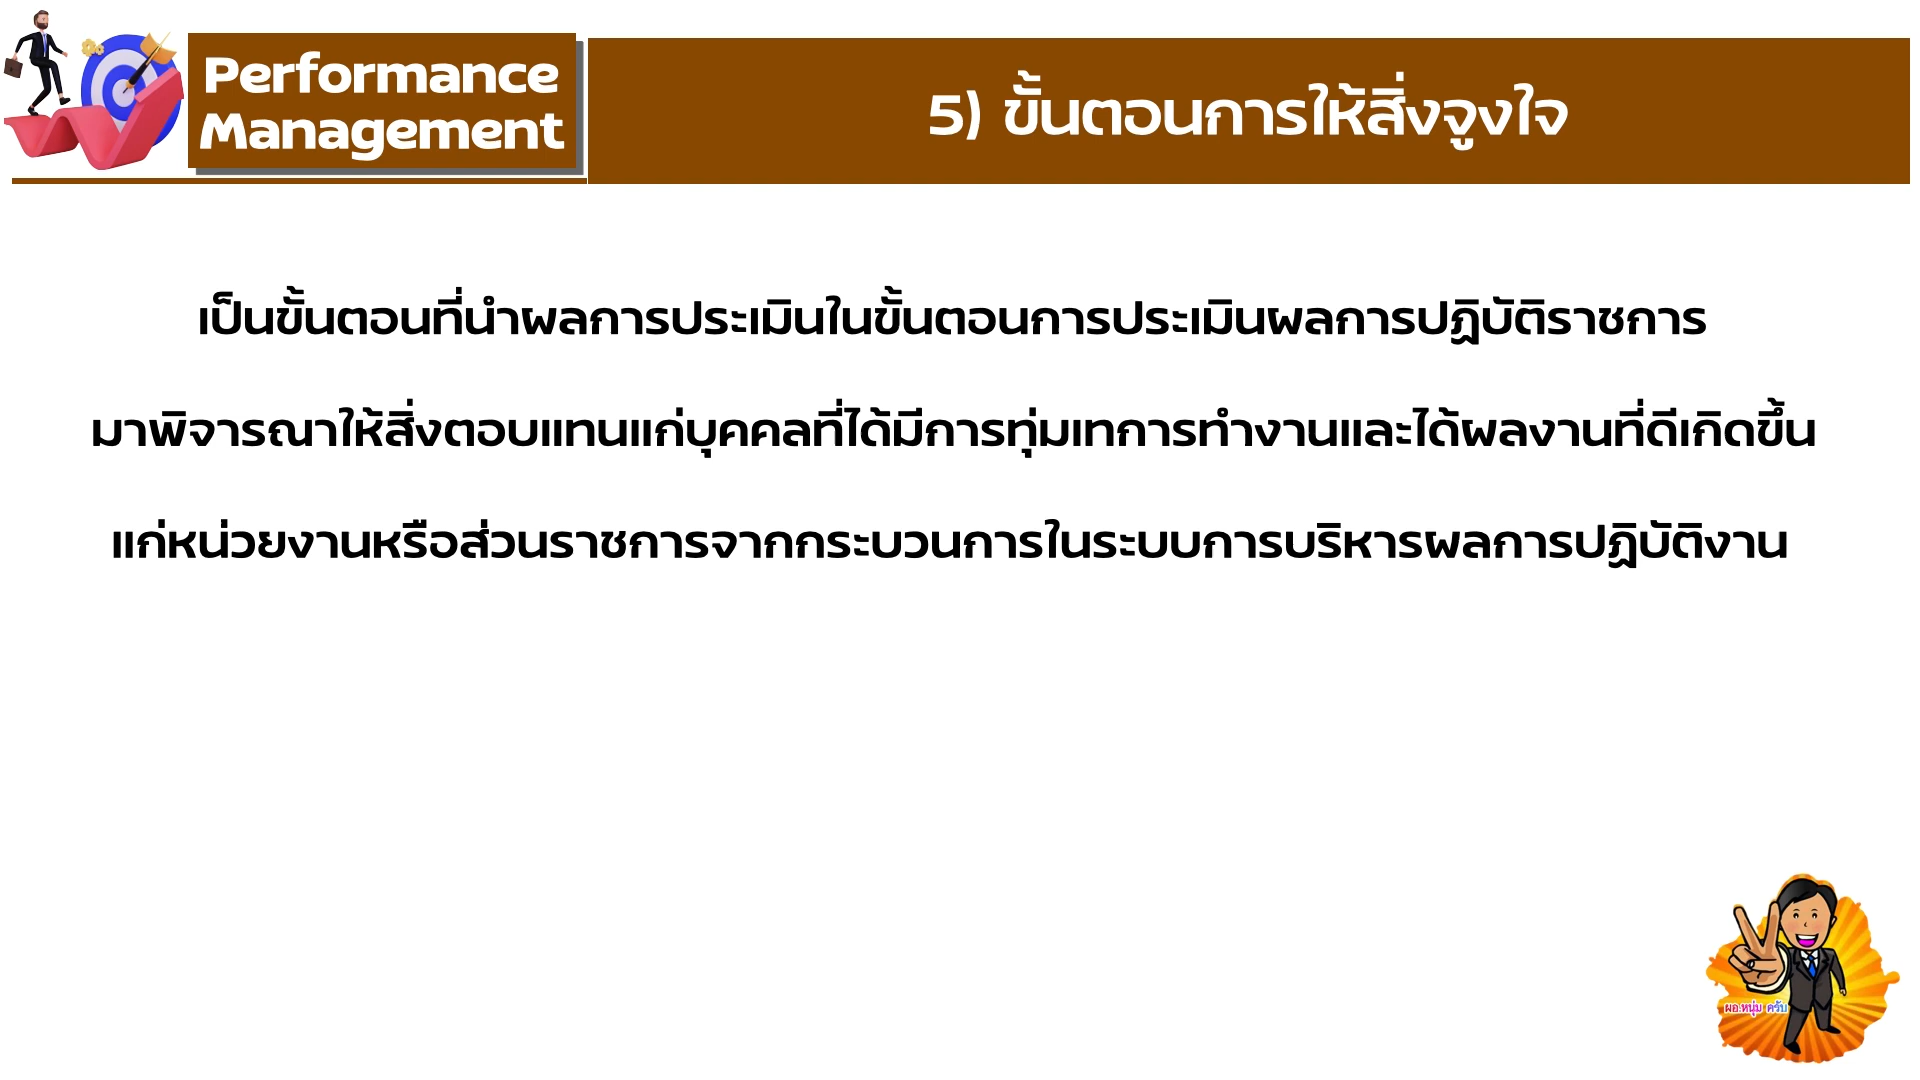 Performance
Management
5) ขั้นตอนการให้สิ่งจูงใจ
เป็นขั้นตอนที่นำผลการประเมินในขั้นตอนการประเมินผลการปฏิบัติราชการ
มาพิจารณาให้สิ่งตอบแทนแก่บุคคลที่ได้มีการทุ่มเทการทำงานและได้ผลงานที่ดีเกิดขึ้น
แก่หน่วยงานหรือส่วนราชการจากกระบวนการในระบบการบริหารผลการปฏิบัติงาน
ผอ.หนุ่ม ครับ